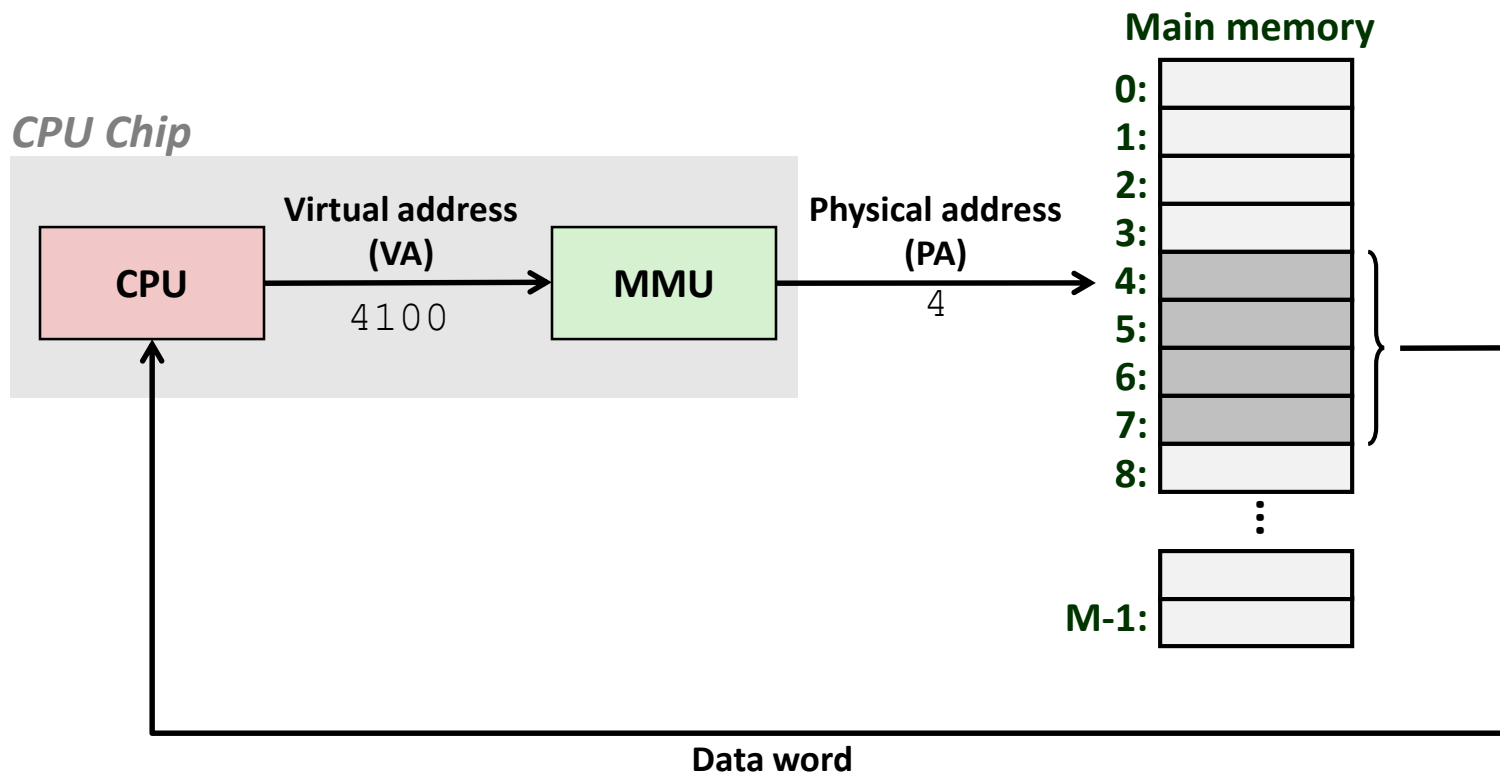 Main memory
0:
CPU Chip
1:
2:
Virtual address
(VA)
Physical address
(PA)
3:
CPU
4100
MMU
4
4:
5:
6:
7:
8:
⋮
M-1:
Data word